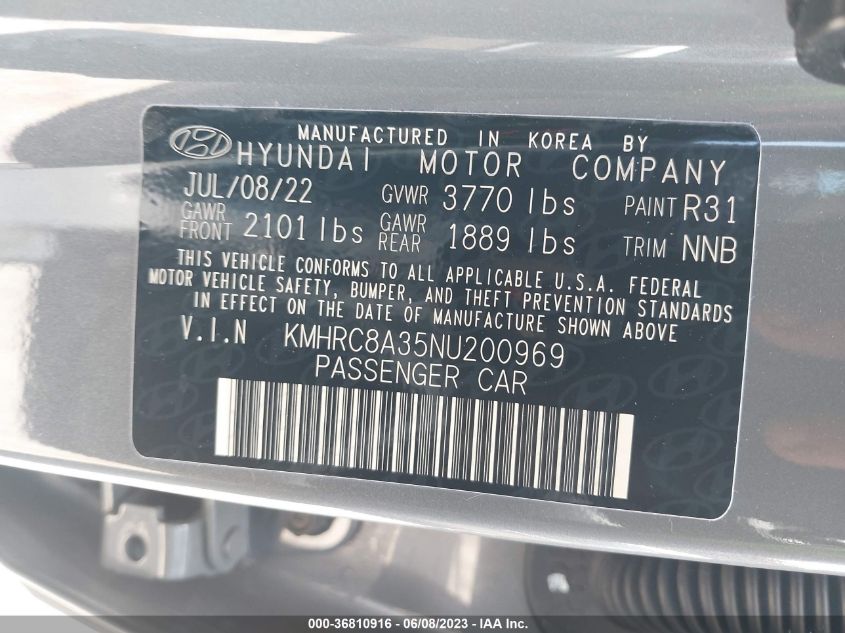 MANUFACTURED IN KOREA BY
HYUNDAI MOTOR COMPANY
JUL/08/22 GVWR 3770 lbs PAINT R31
GAWR FRONT 2101 lbs GAWR REAR 1889 lbs TRIM NNB
THIS VEHICLE CONFORMS TO ALL APPLICABLE U.S.A. FEDERAL
MOTOR VEHICLE SAFETY, BUMPER, AND THEFT PREVENTION STANDARDS
IN EFFECT ON THE DATE OF MANUFACTURE SHOWN ABOVE
V.I.N KMHRC8A35NU200969
PASSENGER CAR
000-36810916 - 06/08/2023 - IAA Inc.